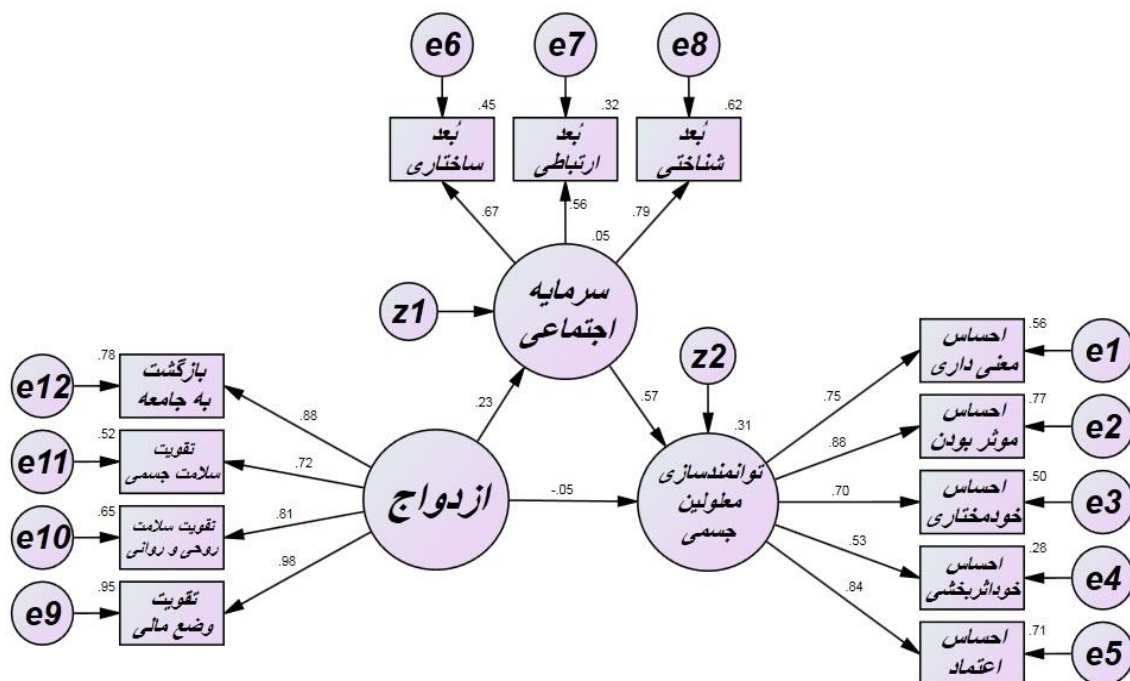 e6
e7
e8
.45
.32
.62
بُعد
ساختاری
بُعد
ارتباطی
بُعد
شناختی
.67
.56
.79
.05
سرمایه
اجتماعی
z1
z2
.23
.57
.31
-.05
ازدواج
توانمندسازی
معلولین
جسمی
e12
.78
بازگشت
به جامعه
.88
e11
.52
تقویت
سلامت جسمی
.72
e10
.65
تقویت سلامت
روحی و روانی
.81
e9
.95
تقویت
وضع مالی
.98
.75
احساس
معنی داری
.56
e1
.88
احساس
موثر بودن
.77
e2
.70
احساس
خودمختاری
.50
e3
.53
احساس
خوداثربخشی
.28
e4
.84
احساس
اعتماد
.71
e5